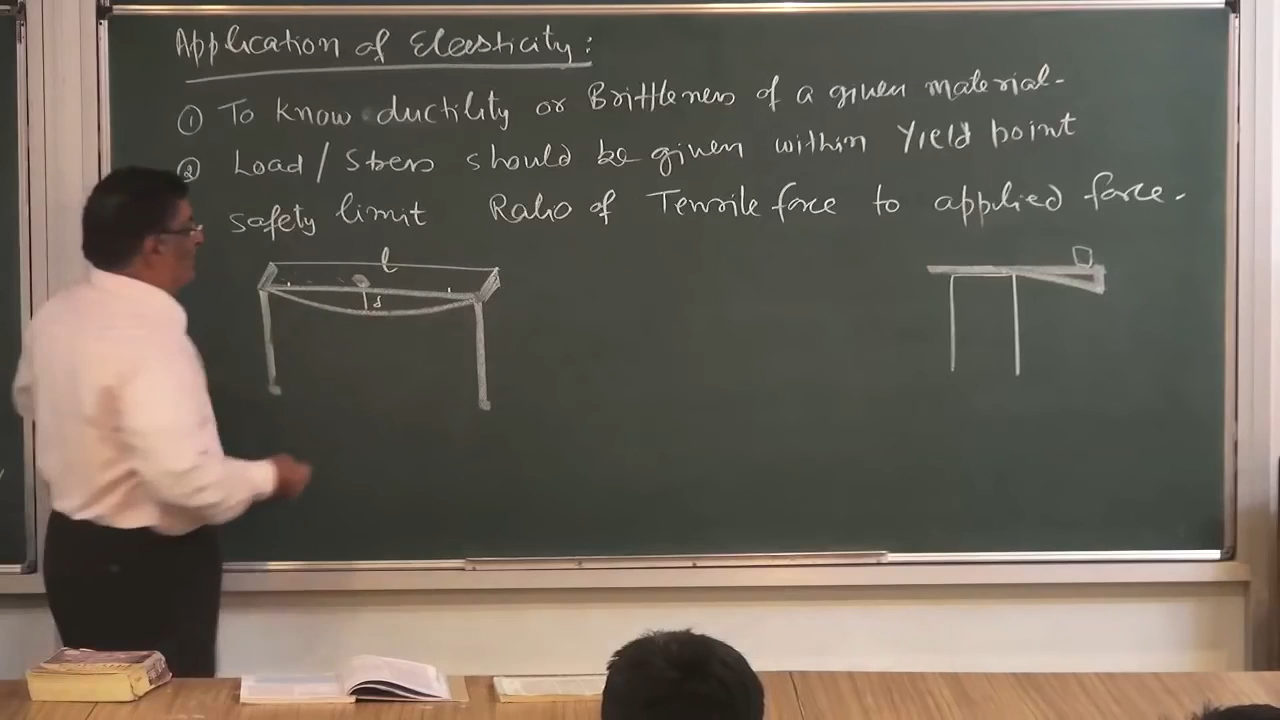 Application of Elasticity:
① To know ductility or Brittleness of a given material.
② Load / Stress should be given within Yield point
safety limit Ratio of Tensile force to applied force.
l
δ